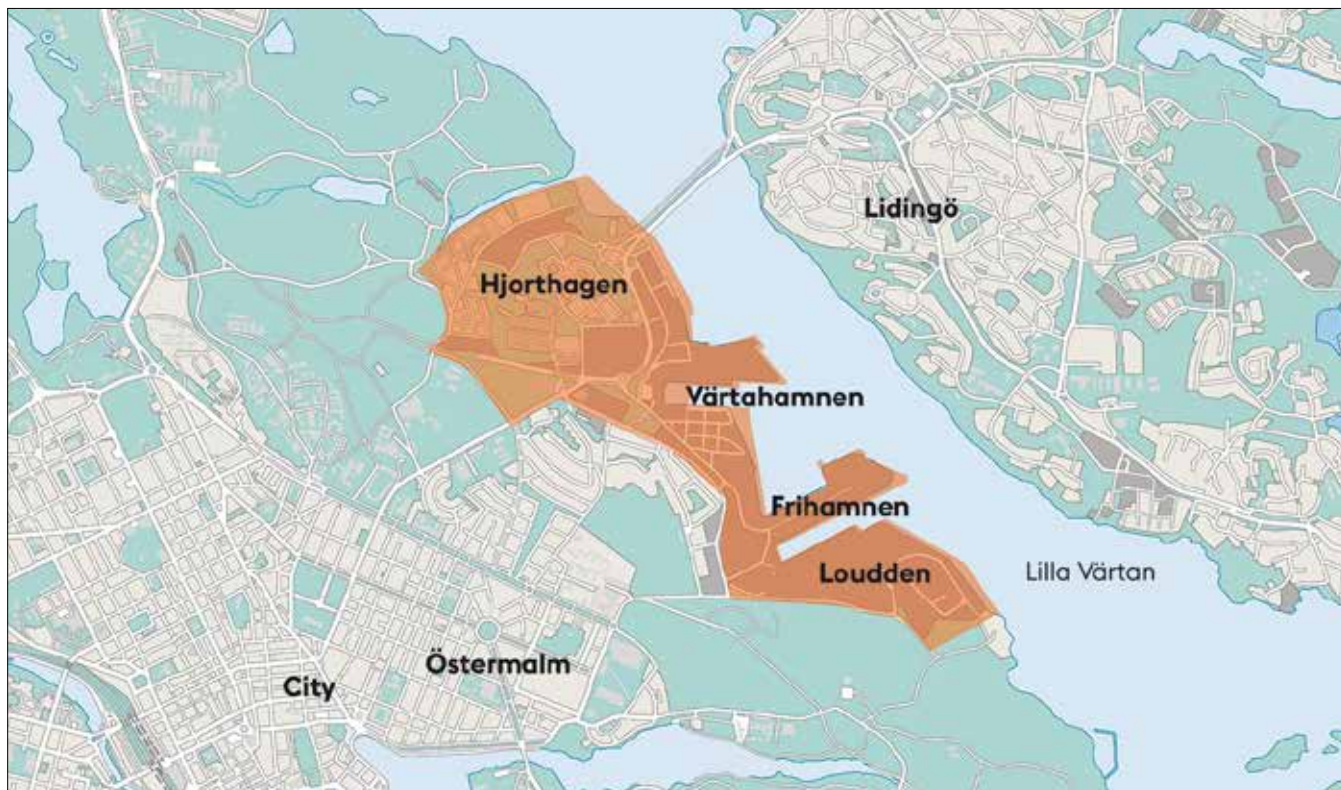 Lidingö
Hjorthagen
Värtahamnen
Frihamnen
Loudden
Lilla Värtan
Östermalm
City